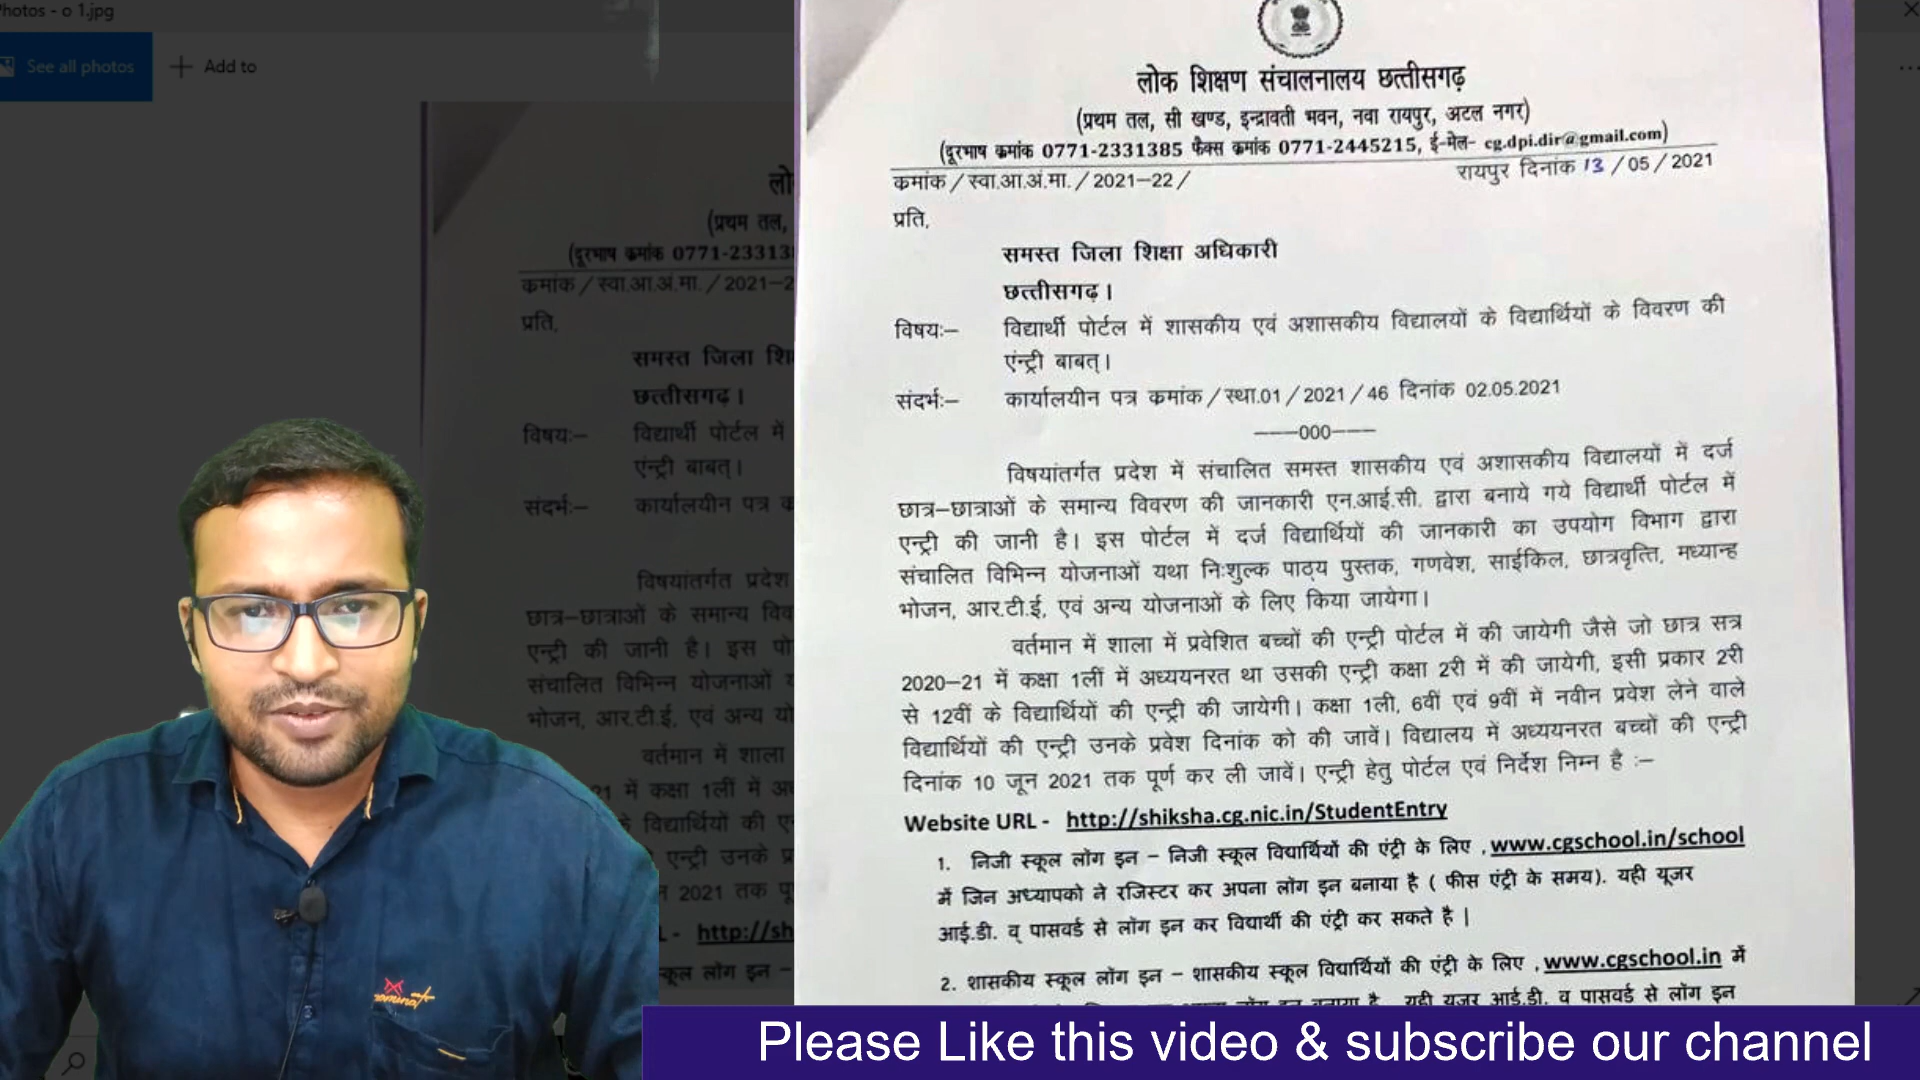 Photos - o 1.jpg
See all photos
Add to
लोक शिक्षण संचालनालय छत्तीसगढ़
(प्रथम तल, सी खण्ड, इन्द्रावती भवन, नवा रायपुर, अटल नगर)
(दूरभाष क्रमांक 0771-2331385 फैक्स क्रमांक 0771-2445215, ई-मेल- cg.dpi.dir@gmail.com)
क्रमांक/स्वा.आ.अं.मा./2021-22/
रायपुर दिनांक 13/05/2021
प्रति,
समस्त जिला शिक्षा अधिकारी
छत्तीसगढ़।
विषयः– विद्यार्थी पोर्टल में शासकीय एवं अशासकीय विद्यालयों के विद्यार्थियों के विवरण की
एंन्ट्री बाबत्।
संदर्भः– कार्यालयीन पत्र क्रमांक/स्था.01/2021/46 दिनांक 02.05.2021
–––000–––
विषयांतर्गत प्रदेश में संचालित समस्त शासकीय एवं अशासकीय विद्यालयों में दर्ज
छात्र–छात्राओं के समान्य विवरण की जानकारी एन.आई.सी. द्वारा बनाये गये विद्यार्थी पोर्टल में
एन्ट्री की जानी है। इस पोर्टल में दर्ज विद्यार्थियों की जानकारी का उपयोग विभाग द्वारा
संचालित विभिन्न योजनाओं यथा निःशुल्क पाठ्य पुस्तक, गणवेश, साईकिल, छात्रवृत्ति, मध्यान्ह
भोजन, आर.टी.ई, एवं अन्य योजनाओं के लिए किया जायेगा।
वर्तमान में शाला में प्रवेशित बच्चों की एन्ट्री पोर्टल में की जायेगी जैसे जो छात्र सत्र
2020–21 में कक्षा 1लीं में अध्ययनरत था उसकी एन्ट्री कक्षा 2री में की जायेगी, इसी प्रकार 2री
से 12वीं के विद्यार्थियों की एन्ट्री की जायेगी। कक्षा 1ली, 6वीं एवं 9वीं में नवीन प्रवेश लेने वाले
विद्यार्थियों की एन्ट्री उनके प्रवेश दिनांक को की जावें। विद्यालय में अध्ययनरत बच्चों की एन्ट्री
दिनांक 10 जून 2021 तक पूर्ण कर ली जावें। एन्ट्री हेतु पोर्टल एवं निर्देश निम्न है :–
Website URL - http://shiksha.cg.nic.in/StudentEntry
1. निजी स्कूल लॉग इन – निजी स्कूल विद्यार्थियों की एंट्री के लिए , www.cgschool.in/school
में जिन अध्यापको ने रजिस्टर कर अपना लॉग इन बनाया है ( फीस एंट्री के समय). यही यूजर
आई.डी. व् पासवर्ड से लॉग इन कर विद्यार्थी की एंट्री कर सकते है |
2. शासकीय स्कूल लॉग इन – शासकीय स्कूल विद्यार्थियों की एंट्री के लिए , www.cgschool.in में
यही यूजर आई.डी. व पासवर्ड से लॉग इन
Please Like this video & subscribe our channel